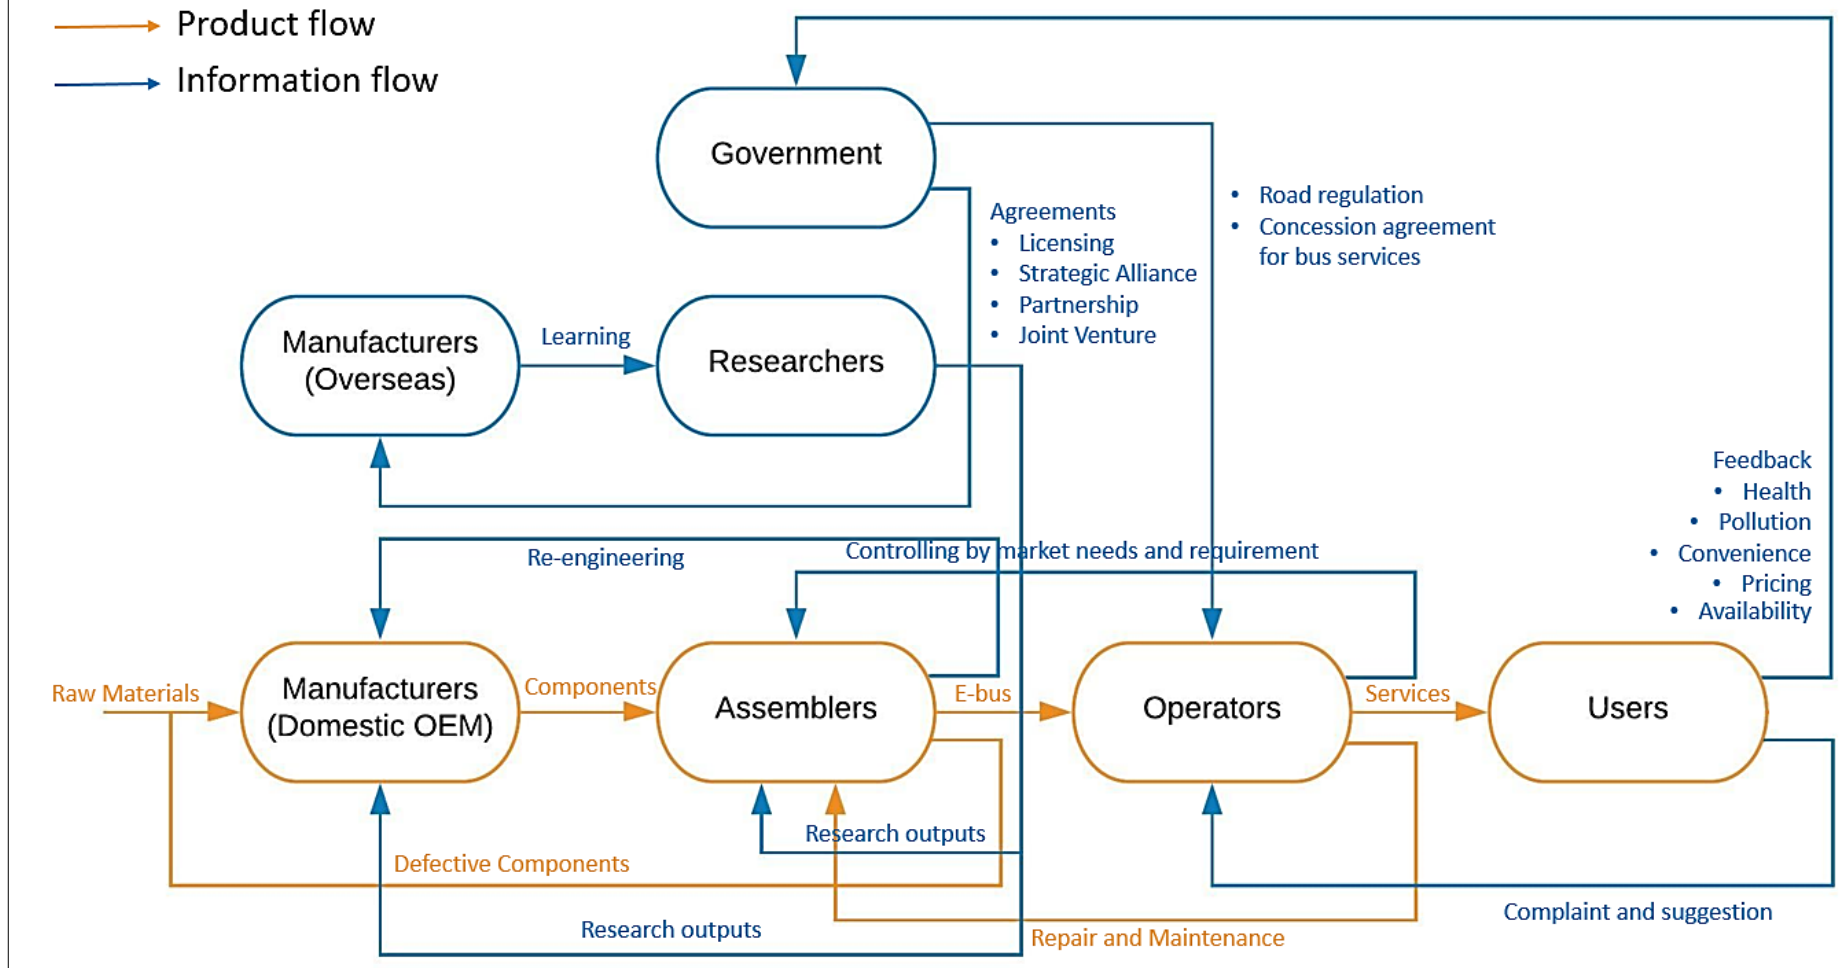 Product flow
Information flow
Government
• Road regulation
• Concession agreement
for bus services
Agreements
• Licensing
• Strategic Alliance
• Partnership
• Joint Venture
Manufacturers
(Overseas)
Learning
Researchers
Feedback
• Health
• Pollution
• Convenience
• Pricing
• Availability
Re-engineering
Controlling by market needs and requirement
Raw Materials
Manufacturers
(Domestic OEM)
Components
Assemblers
E-bus
Operators
Services
Users
Research outputs
Defective Components
Complaint and suggestion
Research outputs
Repair and Maintenance